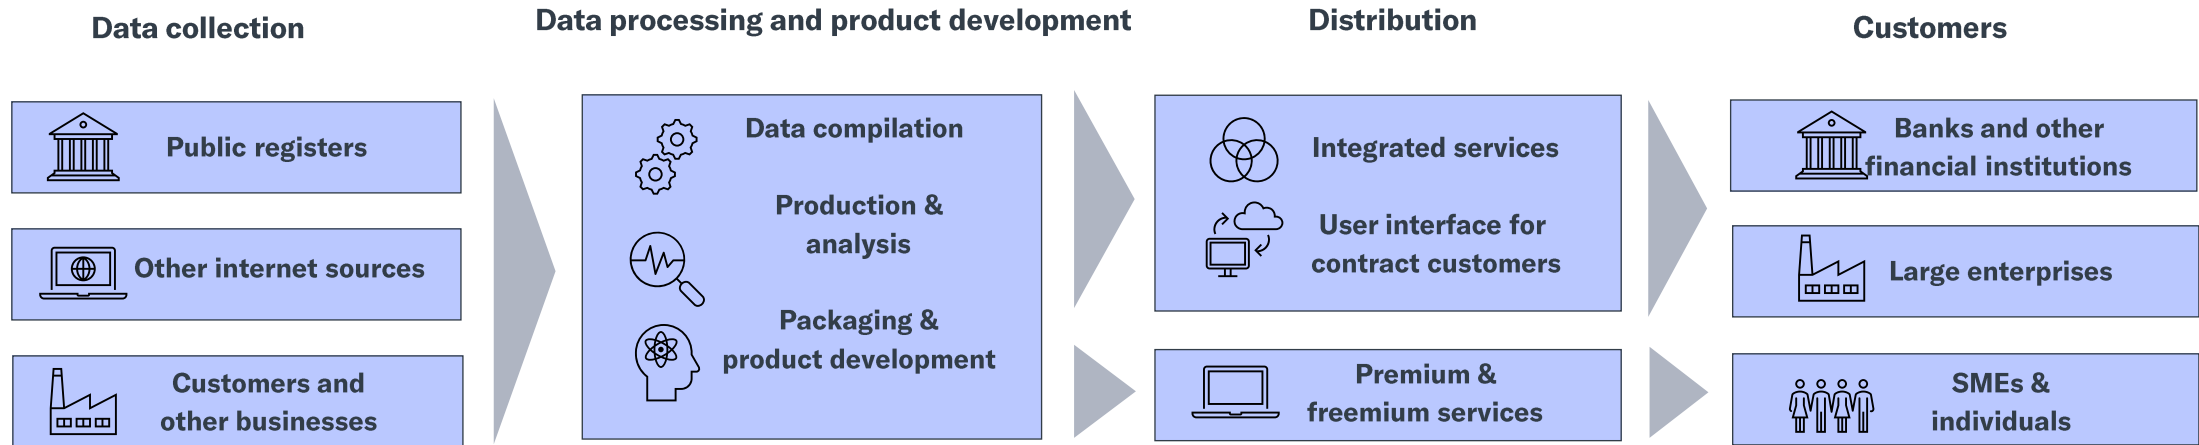 Data collection
Public registers
Other internet sources
Customers and
other businesses
Data processing and product development
Data compilation
Production &
analysis
Packaging &
product development
Distribution
Integrated services
User interface for
contract customers
Premium &
freemium services
Customers
Banks and other
financial institutions
Large enterprises
SMEs &
individuals